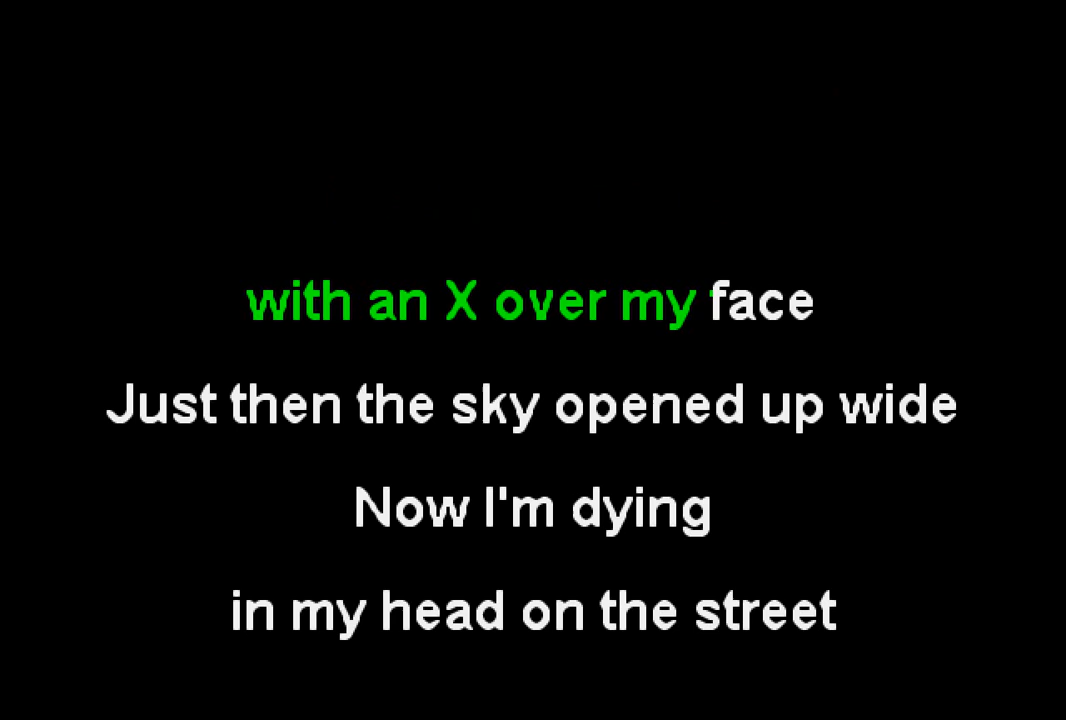 with an X over my face
Just then the sky opened up wide
Now I'm dying
in my head on the street